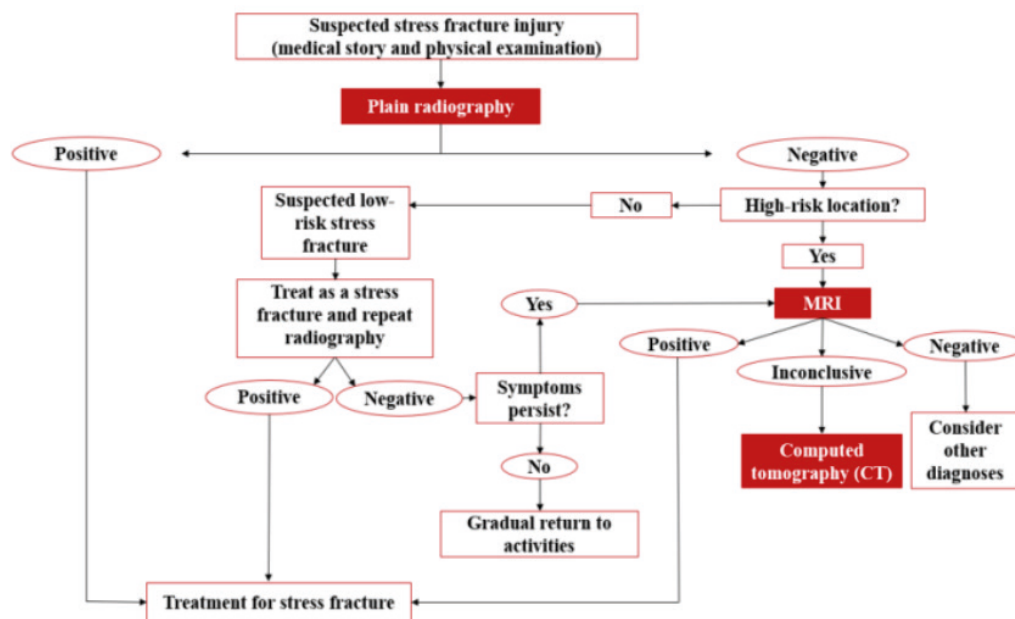 Suspected stress fracture injury
(medical story and physical examination)
Plain radiography
Positive
Negative
Suspected low-
risk stress
fracture
No
High-risk location?
Yes
Treat as a stress
fracture and repeat
radiography
Yes
MRI
Positive
Negative
Inconclusive
Positive
Negative
Symptoms
persist?
Computed
tomography (CT)
Consider
other
diagnoses
No
Gradual return to
activities
Treatment for stress fracture